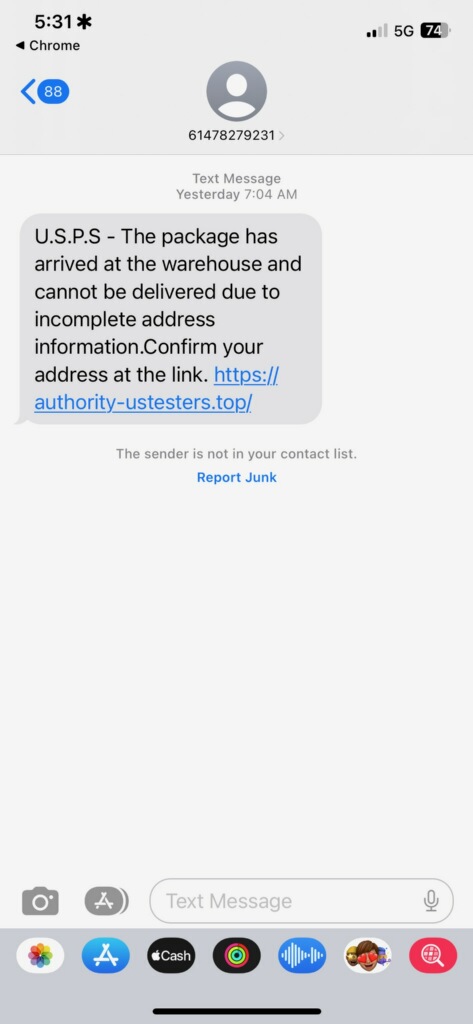 5:31 ✱
5G 74
◀ Chrome
88
61478279231 >
Text Message
Yesterday 7:04 AM
U.S.P.S - The package has
arrived at the warehouse and
cannot be delivered due to
incomplete address
information.Confirm your
address at the link. https://
authority-ustesters.top/
The sender is not in your contact list.
Report Junk
Text Message
Cash